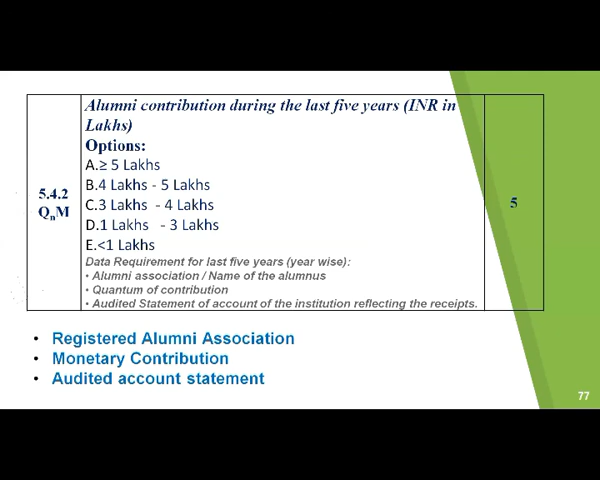 Alumni contribution during the last five years (INR in
Lakhs)
Options:
A.≥ 5 Lakhs
B.4 Lakhs - 5 Lakhs
C.3 Lakhs - 4 Lakhs
D.1 Lakhs - 3 Lakhs
E.<1 Lakhs
Data Requirement for last five years (year wise):
• Alumni association / Name of the alumnus
• Quantum of contribution
• Audited Statement of account of the institution reflecting the receipts.
5.4.2
QnM
5
• Registered Alumni Association
• Monetary Contribution
• Audited account statement
77